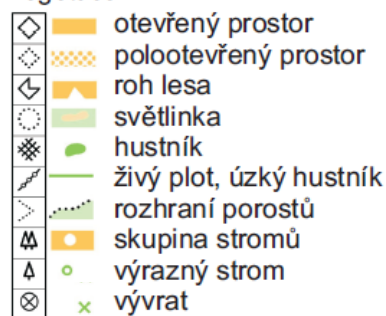 otevřený prostor
polootevřený prostor
roh lesa
světlinka
hustník
živý plot, úzký hustník
rozhraní porostů
skupina stromů
výrazný strom
vývrat